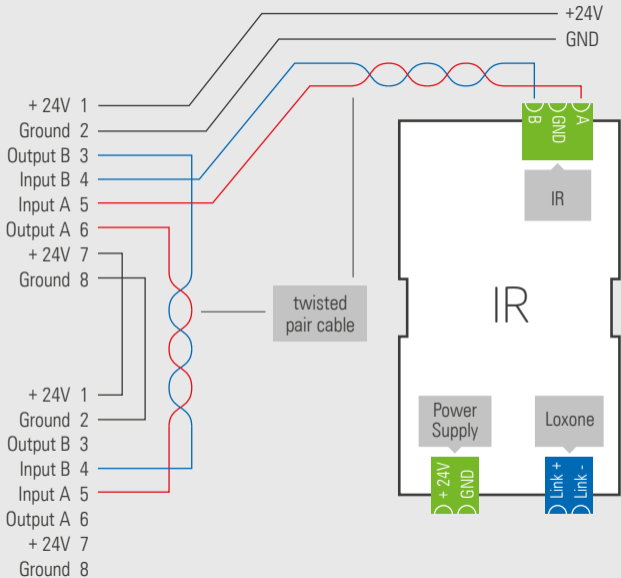 +24V
GND
+ 24V 1
Ground 2
Output B 3
Input B 4
Input A 5
Output A 6
+ 24V 7
Ground 8
B
GND
A
IR
IR
twisted
pair cable
+ 24V 1
Ground 2
Output B 3
Input B 4
Input A 5
Output A 6
+ 24V 7
Ground 8
Power
Supply
Loxone
+ 24V
GND
Link +
Link -